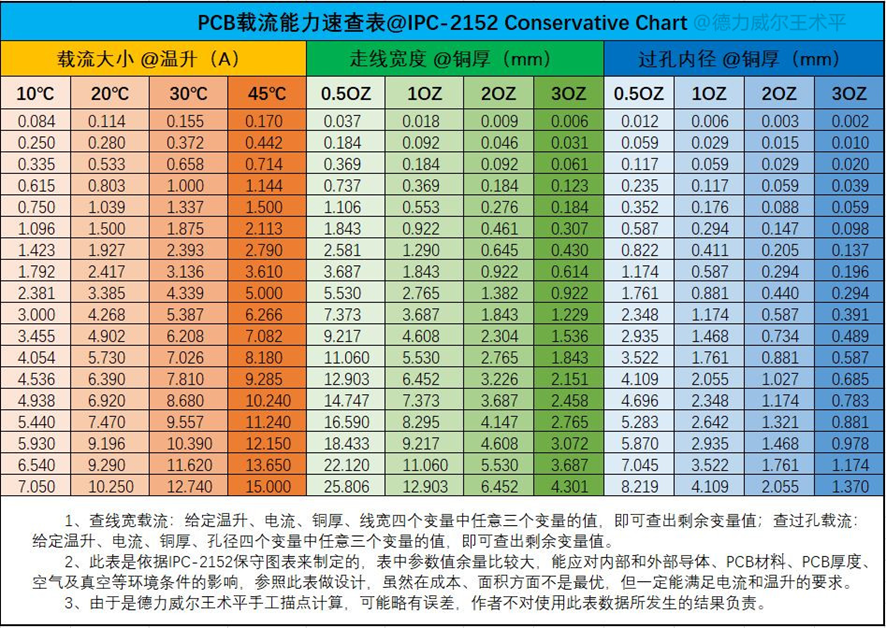 PCB载流能力速查表@IPC-2152 Conservative Chart @德力威尔王术平
载流大小 @温升（A） 走线宽度 @铜厚（mm） 过孔内径 @铜厚（mm）
10℃ 20℃ 30℃ 45℃ 0.5OZ 1OZ 2OZ 3OZ 0.5OZ 1OZ 2OZ 3OZ
0.084 0.114 0.155 0.170 0.037 0.018 0.009 0.006 0.012 0.006 0.003 0.002
0.250 0.280 0.372 0.442 0.184 0.092 0.046 0.031 0.059 0.029 0.015 0.010
0.335 0.533 0.658 0.714 0.369 0.184 0.092 0.061 0.117 0.059 0.029 0.020
0.615 0.803 1.000 1.144 0.737 0.369 0.184 0.123 0.235 0.117 0.059 0.039
0.750 1.039 1.337 1.500 1.106 0.553 0.276 0.184 0.352 0.176 0.088 0.059
1.096 1.500 1.875 2.113 1.843 0.922 0.461 0.307 0.587 0.294 0.147 0.098
1.423 1.927 2.393 2.790 2.581 1.290 0.645 0.430 0.822 0.411 0.205 0.137
1.792 2.417 3.136 3.610 3.687 1.843 0.922 0.614 1.174 0.587 0.294 0.196
2.381 3.385 4.339 5.000 5.530 2.765 1.382 0.922 1.761 0.881 0.440 0.294
3.000 4.268 5.387 6.266 7.373 3.687 1.843 1.229 2.348 1.174 0.587 0.391
3.455 4.902 6.208 7.082 9.217 4.608 2.304 1.536 2.935 1.468 0.734 0.489
4.054 5.730 7.026 8.180 11.060 5.530 2.765 1.843 3.522 1.761 0.881 0.587
4.536 6.390 7.810 9.285 12.903 6.452 3.226 2.151 4.109 2.055 1.027 0.685
4.938 6.920 8.680 10.240 14.747 7.373 3.687 2.458 4.696 2.348 1.174 0.783
5.440 7.470 9.557 11.240 16.590 8.295 4.147 2.765 5.283 2.642 1.321 0.881
5.930 9.196 10.390 12.150 18.433 9.217 4.608 3.072 5.870 2.935 1.468 0.978
6.540 9.290 11.620 13.650 22.120 11.060 5.530 3.687 7.045 3.522 1.761 1.174
7.050 10.250 12.740 15.000 25.806 12.903 6.452 4.301 8.219 4.109 2.055 1.370
1、查线宽载流：给定温升、电流、铜厚、线宽四个变量中任意三个变量的值，即可查出剩余变量值；查过孔载流：
给定温升、电流、铜厚、孔径四个变量中任意三个变量的值，即可查出剩余变量值。
2、此表是依据IPC-2152保守图表来制定的，表中参数值余量比较大，能应对内部和外部导体、PCB材料、PCB厚度、
空气及真空等环境条件的影响，参照此表做设计，虽然在成本、面积方面不是最优，但一定能满足电流和温升的要求。
3、由于是德力威尔王术平手工描点计算，可能略有误差，作者不对使用此表数据所发生的结果负责。